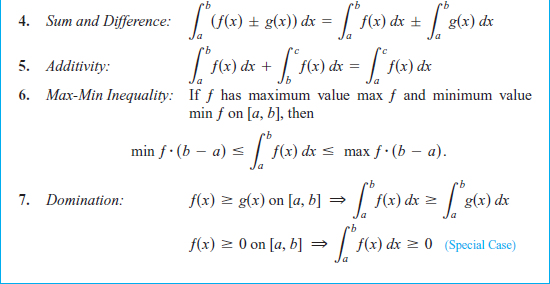 4. Sum and Difference: ∫_a^b (f(x) ± g(x)) dx = ∫_a^b f(x) dx ± ∫_a^b g(x) dx
5. Additivity: ∫_a^b f(x) dx + ∫_b^c f(x) dx = ∫_a^c f(x) dx
6. Max-Min Inequality: If f has maximum value max f and minimum value
min f on [a, b], then
min f · (b − a) ≤ ∫_a^b f(x) dx ≤ max f · (b − a).
7. Domination: f(x) ≥ g(x) on [a, b] ⇒ ∫_a^b f(x) dx ≥ ∫_a^b g(x) dx
f(x) ≥ 0 on [a, b] ⇒ ∫_a^b f(x) dx ≥ 0 (Special Case)